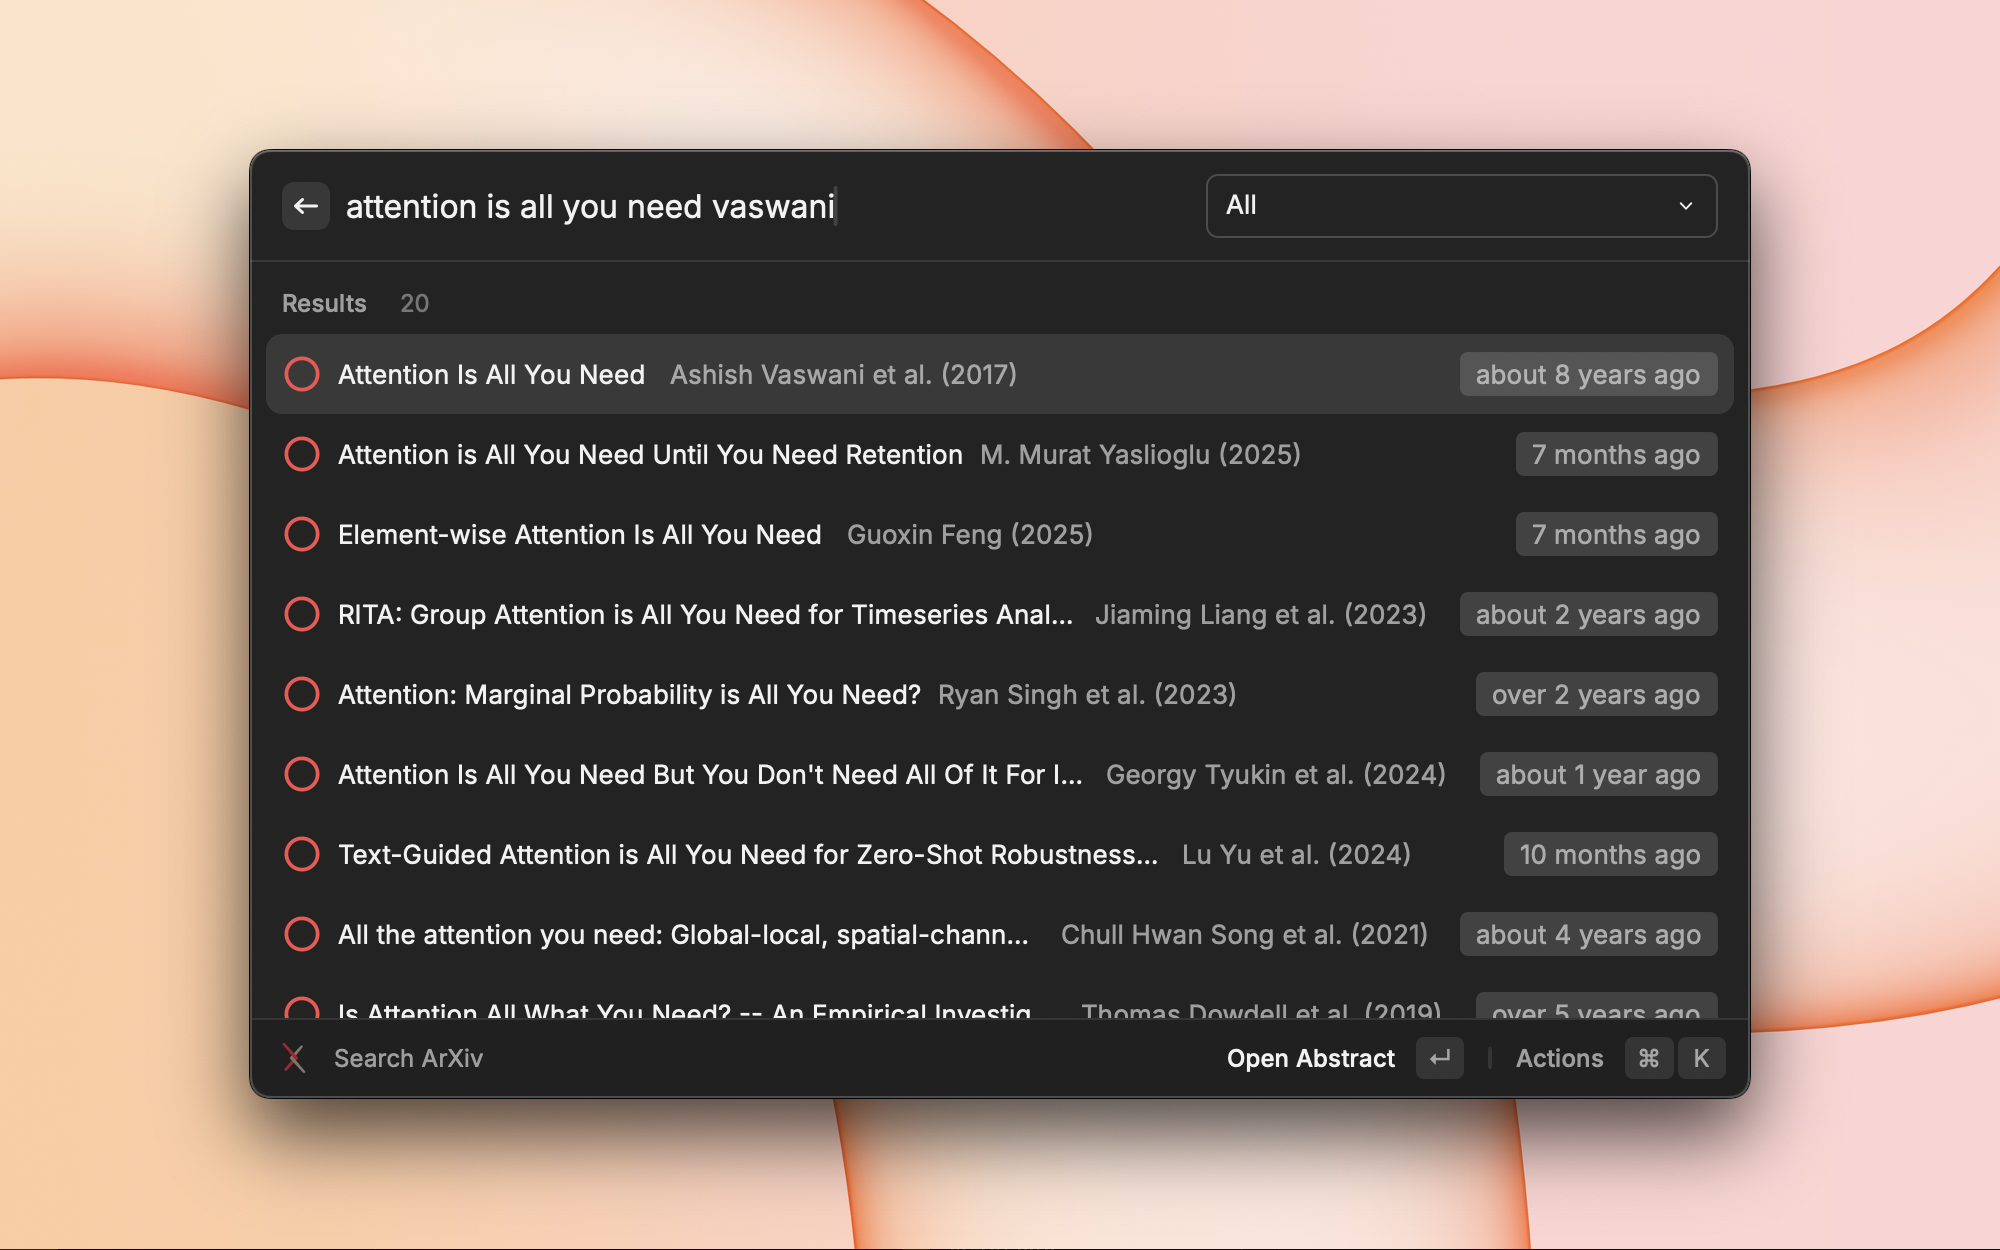 attention is all you need vaswani All
Results 20
Attention Is All You Need Ashish Vaswani et al. (2017) about 8 years ago
Attention is All You Need Until You Need Retention M. Murat Yaslioglu (2025) 7 months ago
Element-wise Attention Is All You Need Guoxin Feng (2025) 7 months ago
RITA: Group Attention is All You Need for Timeseries Anal... Jiaming Liang et al. (2023) about 2 years ago
Attention: Marginal Probability is All You Need? Ryan Singh et al. (2023) over 2 years ago
Attention Is All You Need But You Don't Need All Of It For I... Georgy Tyukin et al. (2024) about 1 year ago
Text-Guided Attention is All You Need for Zero-Shot Robustness... Lu Yu et al. (2024) 10 months ago
All the attention you need: Global-local, spatial-chann... Chull Hwan Song et al. (2021) about 4 years ago
Is Attention All What You Need? -- An Empirical Investig Thomas Dowdell et al. (2019) over 5 years ago
Search ArXiv Open Abstract ↵ Actions ⌘ K